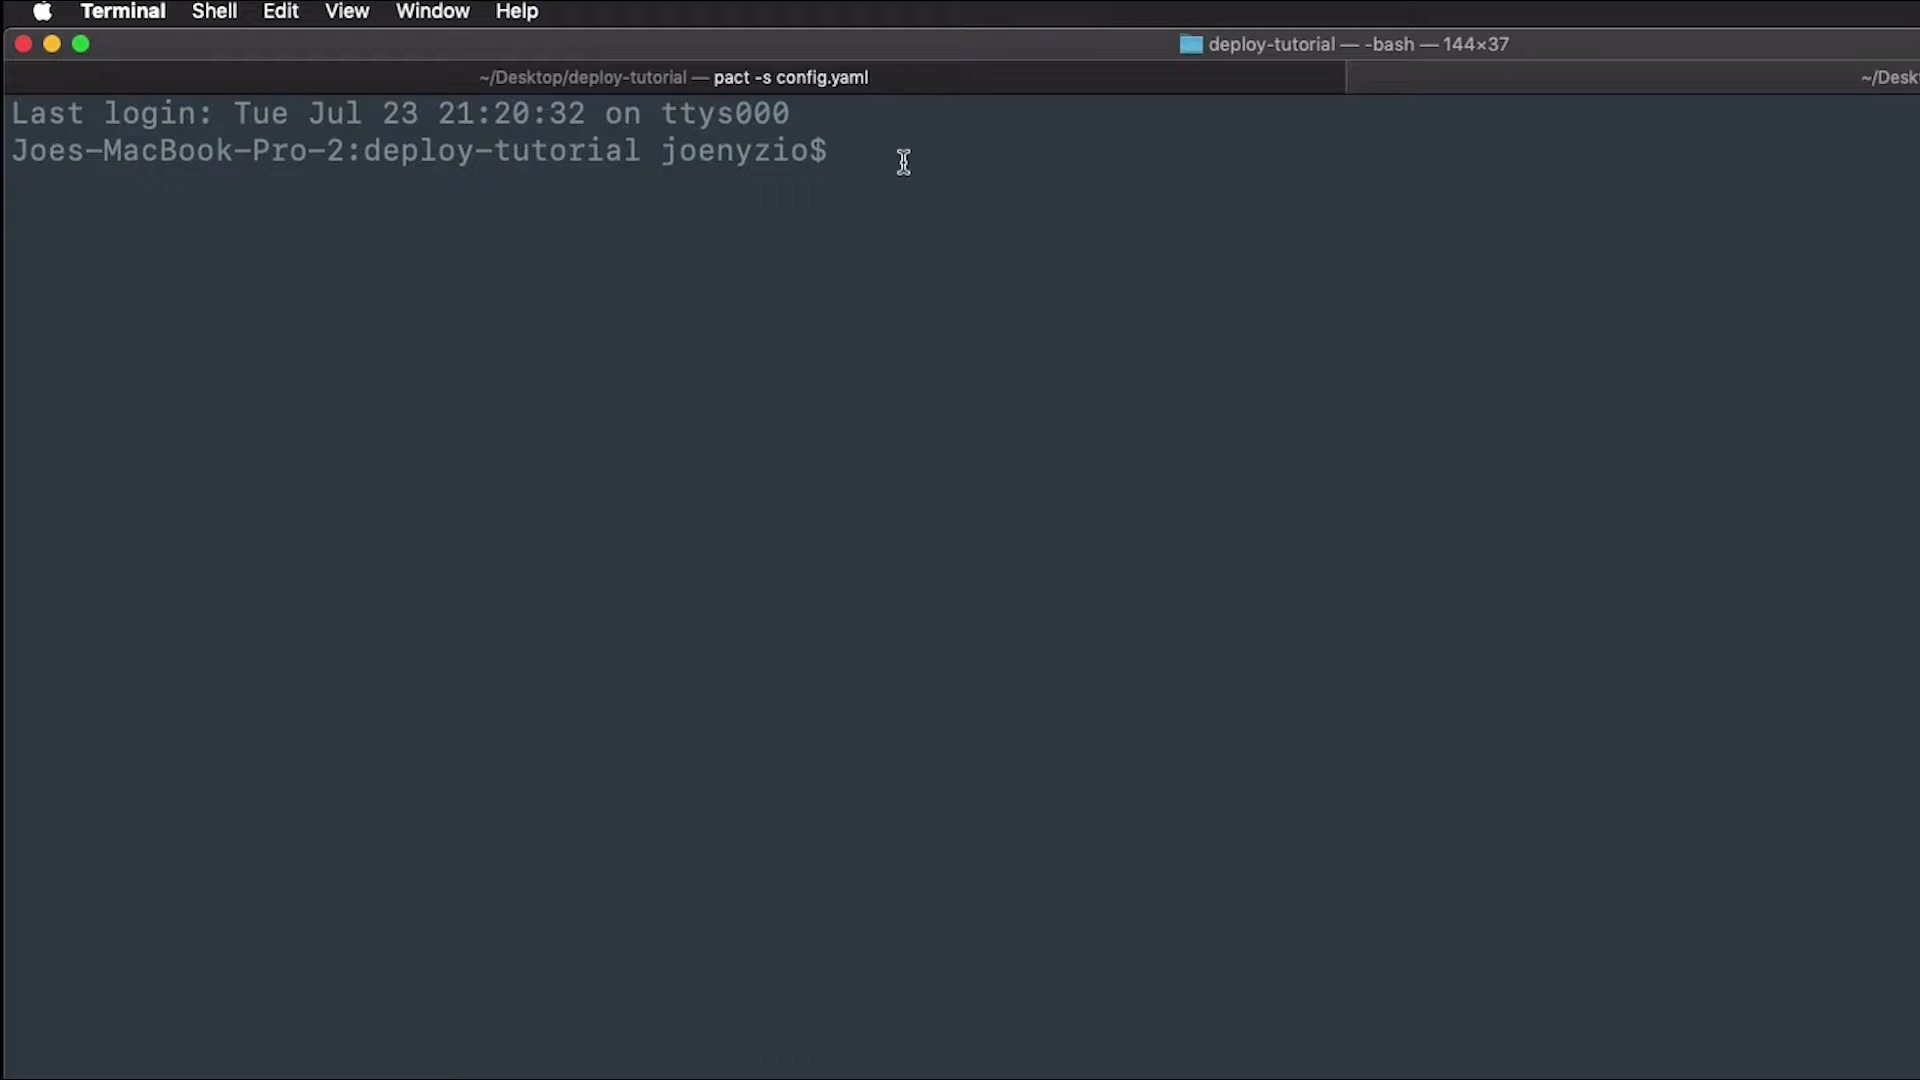 Terminal Shell Edit View Window Help
deploy-tutorial — -bash — 144×37
~/Desktop/deploy-tutorial — pact -s config.yaml
~/Desk
Last login: Tue Jul 23 21:20:32 on ttys000
Joes-MacBook-Pro-2:deploy-tutorial joenyzio$